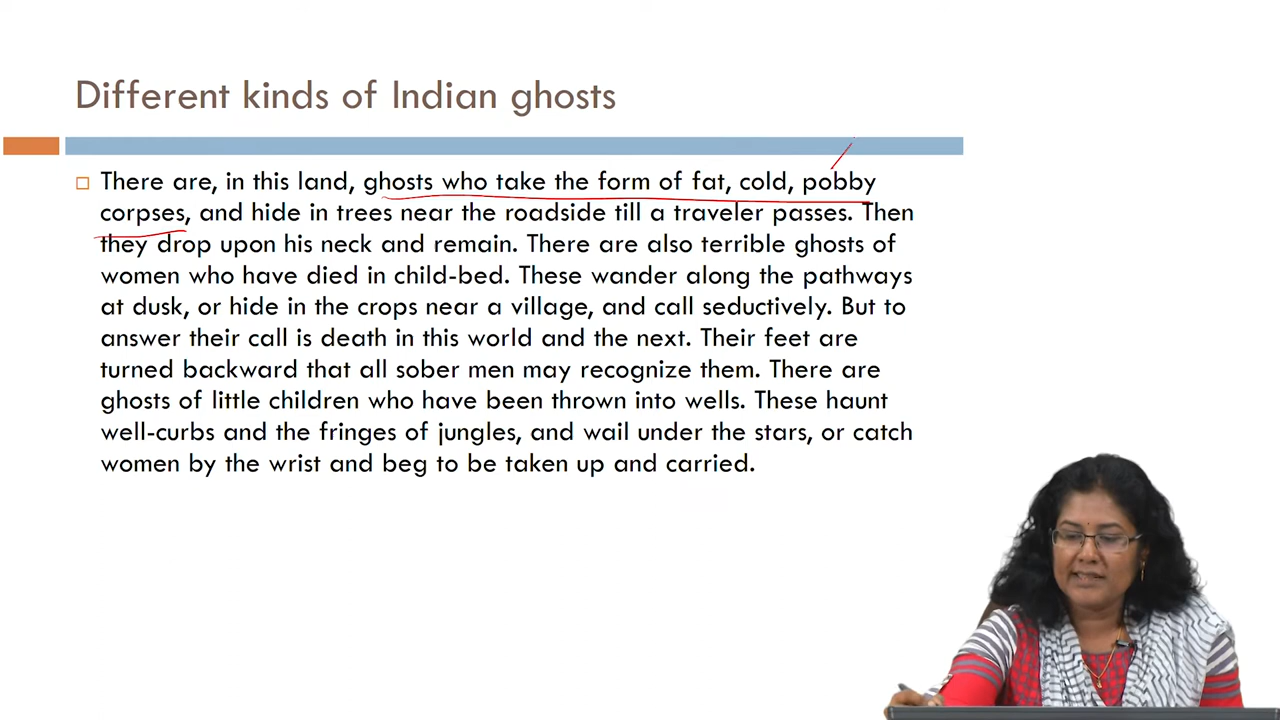 Different kinds of Indian ghosts
There are, in this land, ghosts who take the form of fat, cold, pobby
corpses, and hide in trees near the roadside till a traveler passes. Then
they drop upon his neck and remain. There are also terrible ghosts of
women who have died in child-bed. These wander along the pathways
at dusk, or hide in the crops near a village, and call seductively. But to
answer their call is death in this world and the next. Their feet are
turned backward that all sober men may recognize them. There are
ghosts of little children who have been thrown into wells. These haunt
well-curbs and the fringes of jungles, and wail under the stars, or catch
women by the wrist and beg to be taken up and carried.